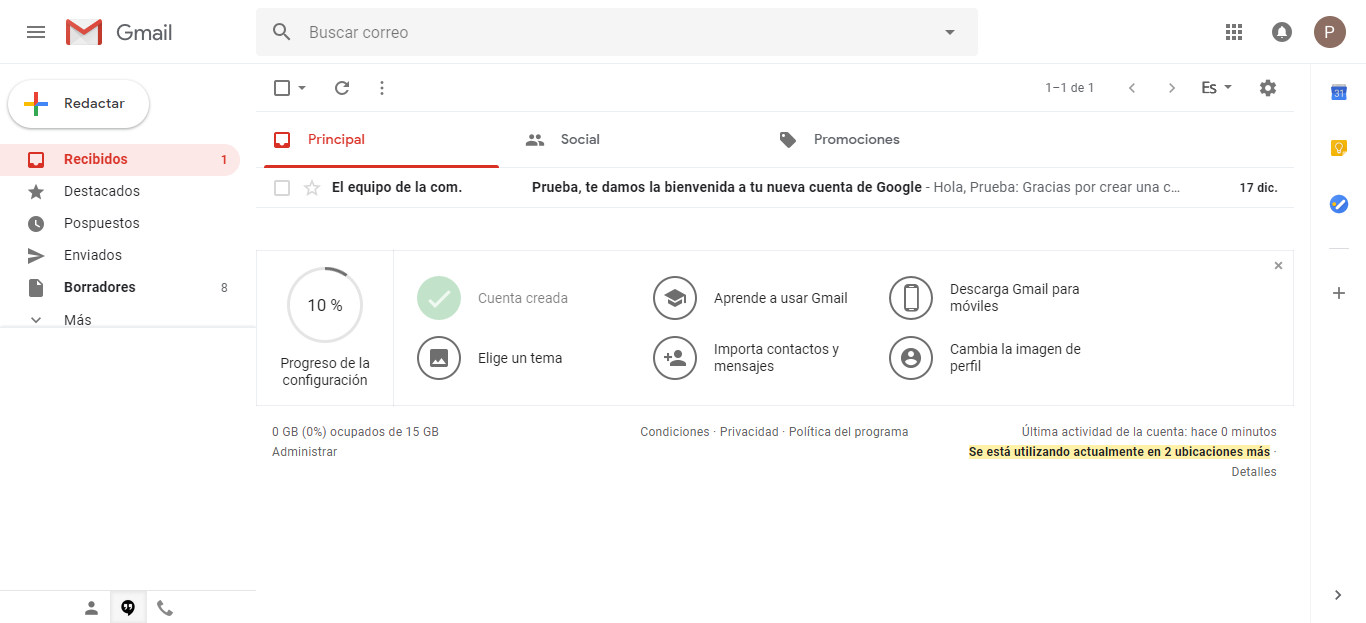 Gmail
Buscar correo
P
Redactar
1–1 de 1
Es
31
Recibidos 1
Destacados
Pospuestos
Enviados
Borradores 8
Más
Principal
Social
Promociones
El equipo de la com. Prueba, te damos la bienvenida a tu nueva cuenta de Google - Hola, Prueba: Gracias por crear una c… 17 dic.
10 %
Progreso de la
configuración
Cuenta creada
Aprende a usar Gmail
Descarga Gmail para
móviles
Elige un tema
Importa contactos y
mensajes
Cambia la imagen de
perfil
0 GB (0%) ocupados de 15 GB
Administrar
Condiciones · Privacidad · Política del programa
Última actividad de la cuenta: hace 0 minutos
Se está utilizando actualmente en 2 ubicaciones más ·
Detalles